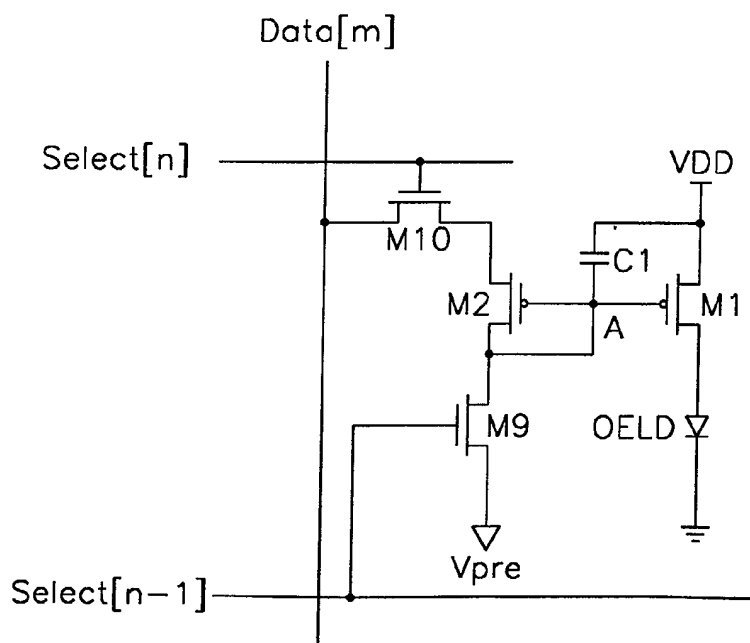 Data[m]
Select[n]
VDD
M10
C1
M2
M1
A
M9
OELD
Vpre
Select[n-1]